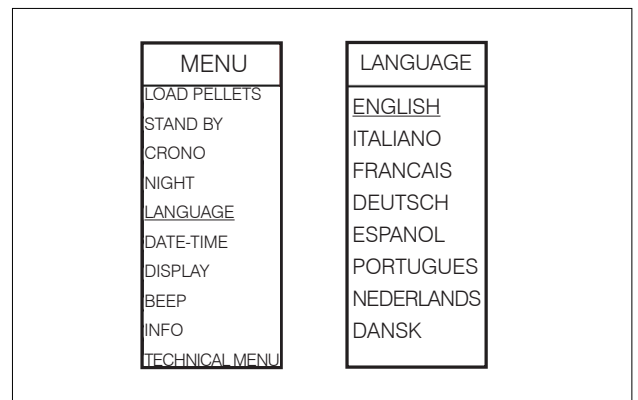 MENU
LOAD PELLETS
STAND BY
CRONO
NIGHT
LANGUAGE
DATE-TIME
DISPLAY
BEEP
INFO
TECHNICAL MENU
LANGUAGE
ENGLISH
ITALIANO
FRANCAIS
DEUTSCH
ESPANOL
PORTUGUES
NEDERLANDS
DANSK